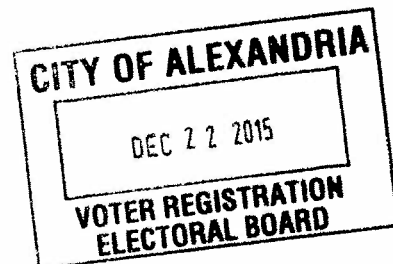 CITY OF ALEXANDRIA
DEC 22 2015
VOTER REGISTRATION
ELECTORAL BOARD